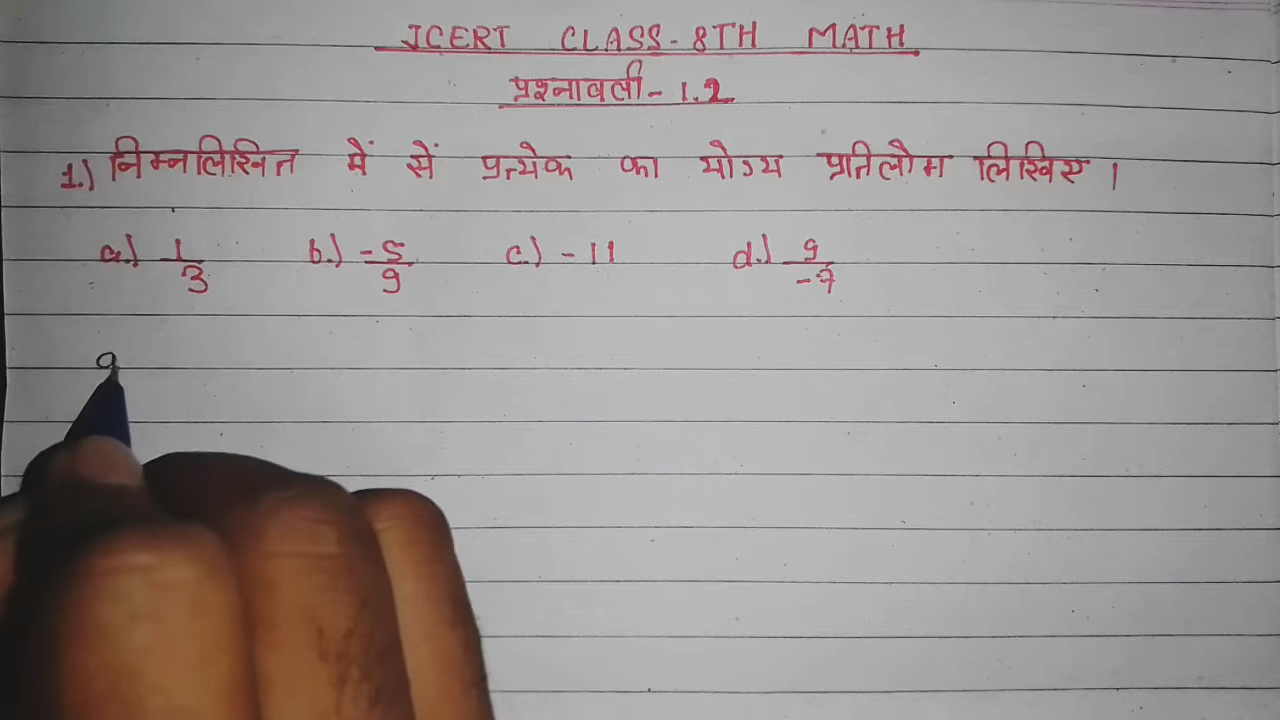 JCERT CLASS-8TH MATH
प्रश्नावली- 1.2
1.) निम्नलिखित में सें प्रत्येक का योज्य प्रतिलोम लिखिए ।
a.) 1/3 b.) -5/9 c.) -11 d.) 9/-7
a